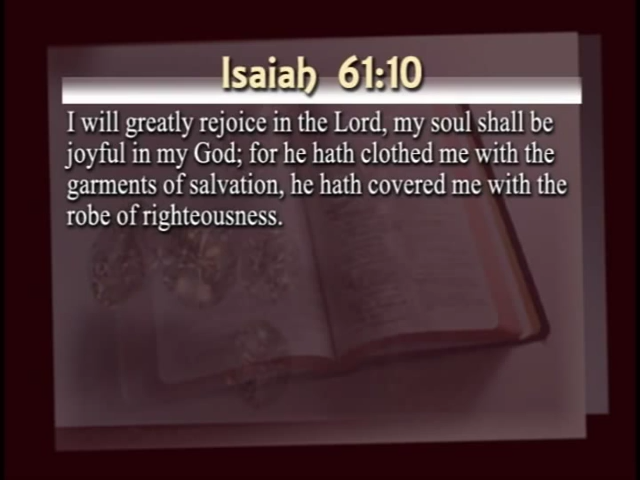 Isaiah 61:10
I will greatly rejoice in the Lord, my soul shall be
joyful in my God; for he hath clothed me with the
garments of salvation, he hath covered me with the
robe of righteousness.